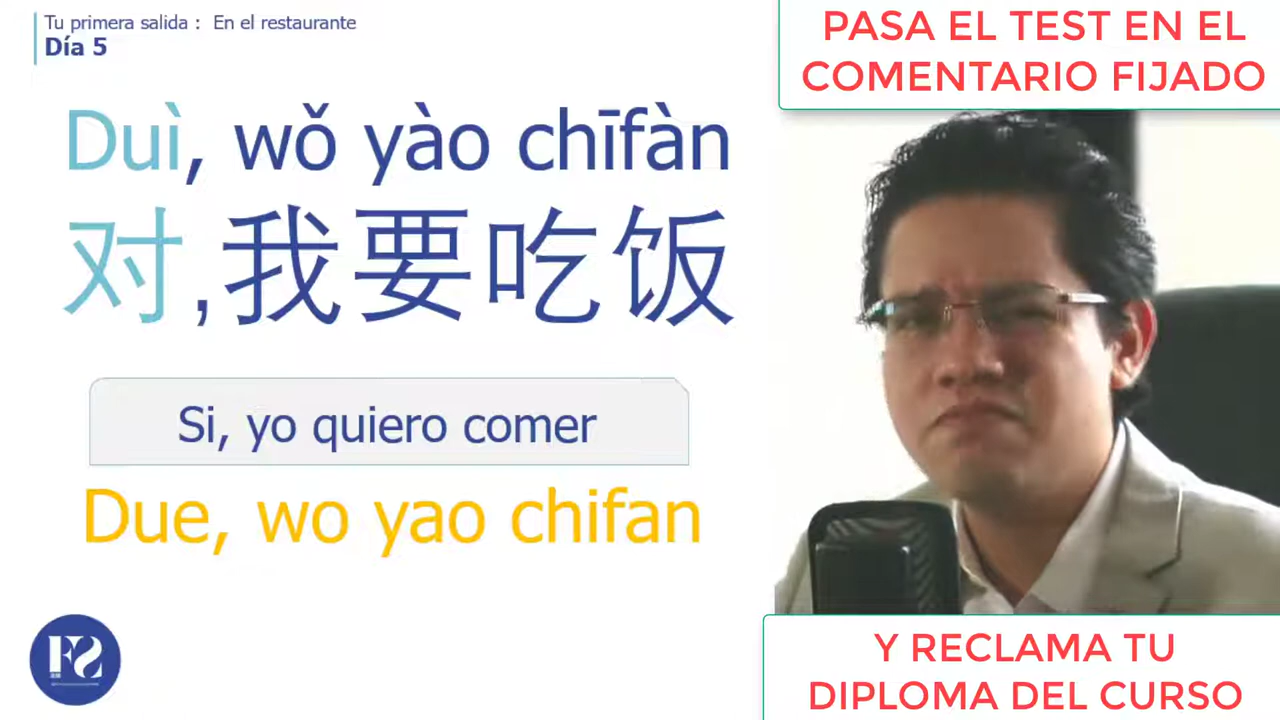 Tu primera salida : En el restaurante
Día 5
Duì, wǒ yào chīfàn
对,我要吃饭
Si, yo quiero comer
Due, wo yao chifan
PASA EL TEST EN EL
COMENTARIO FIJADO
Y RECLAMA TU
DIPLOMA DEL CURSO